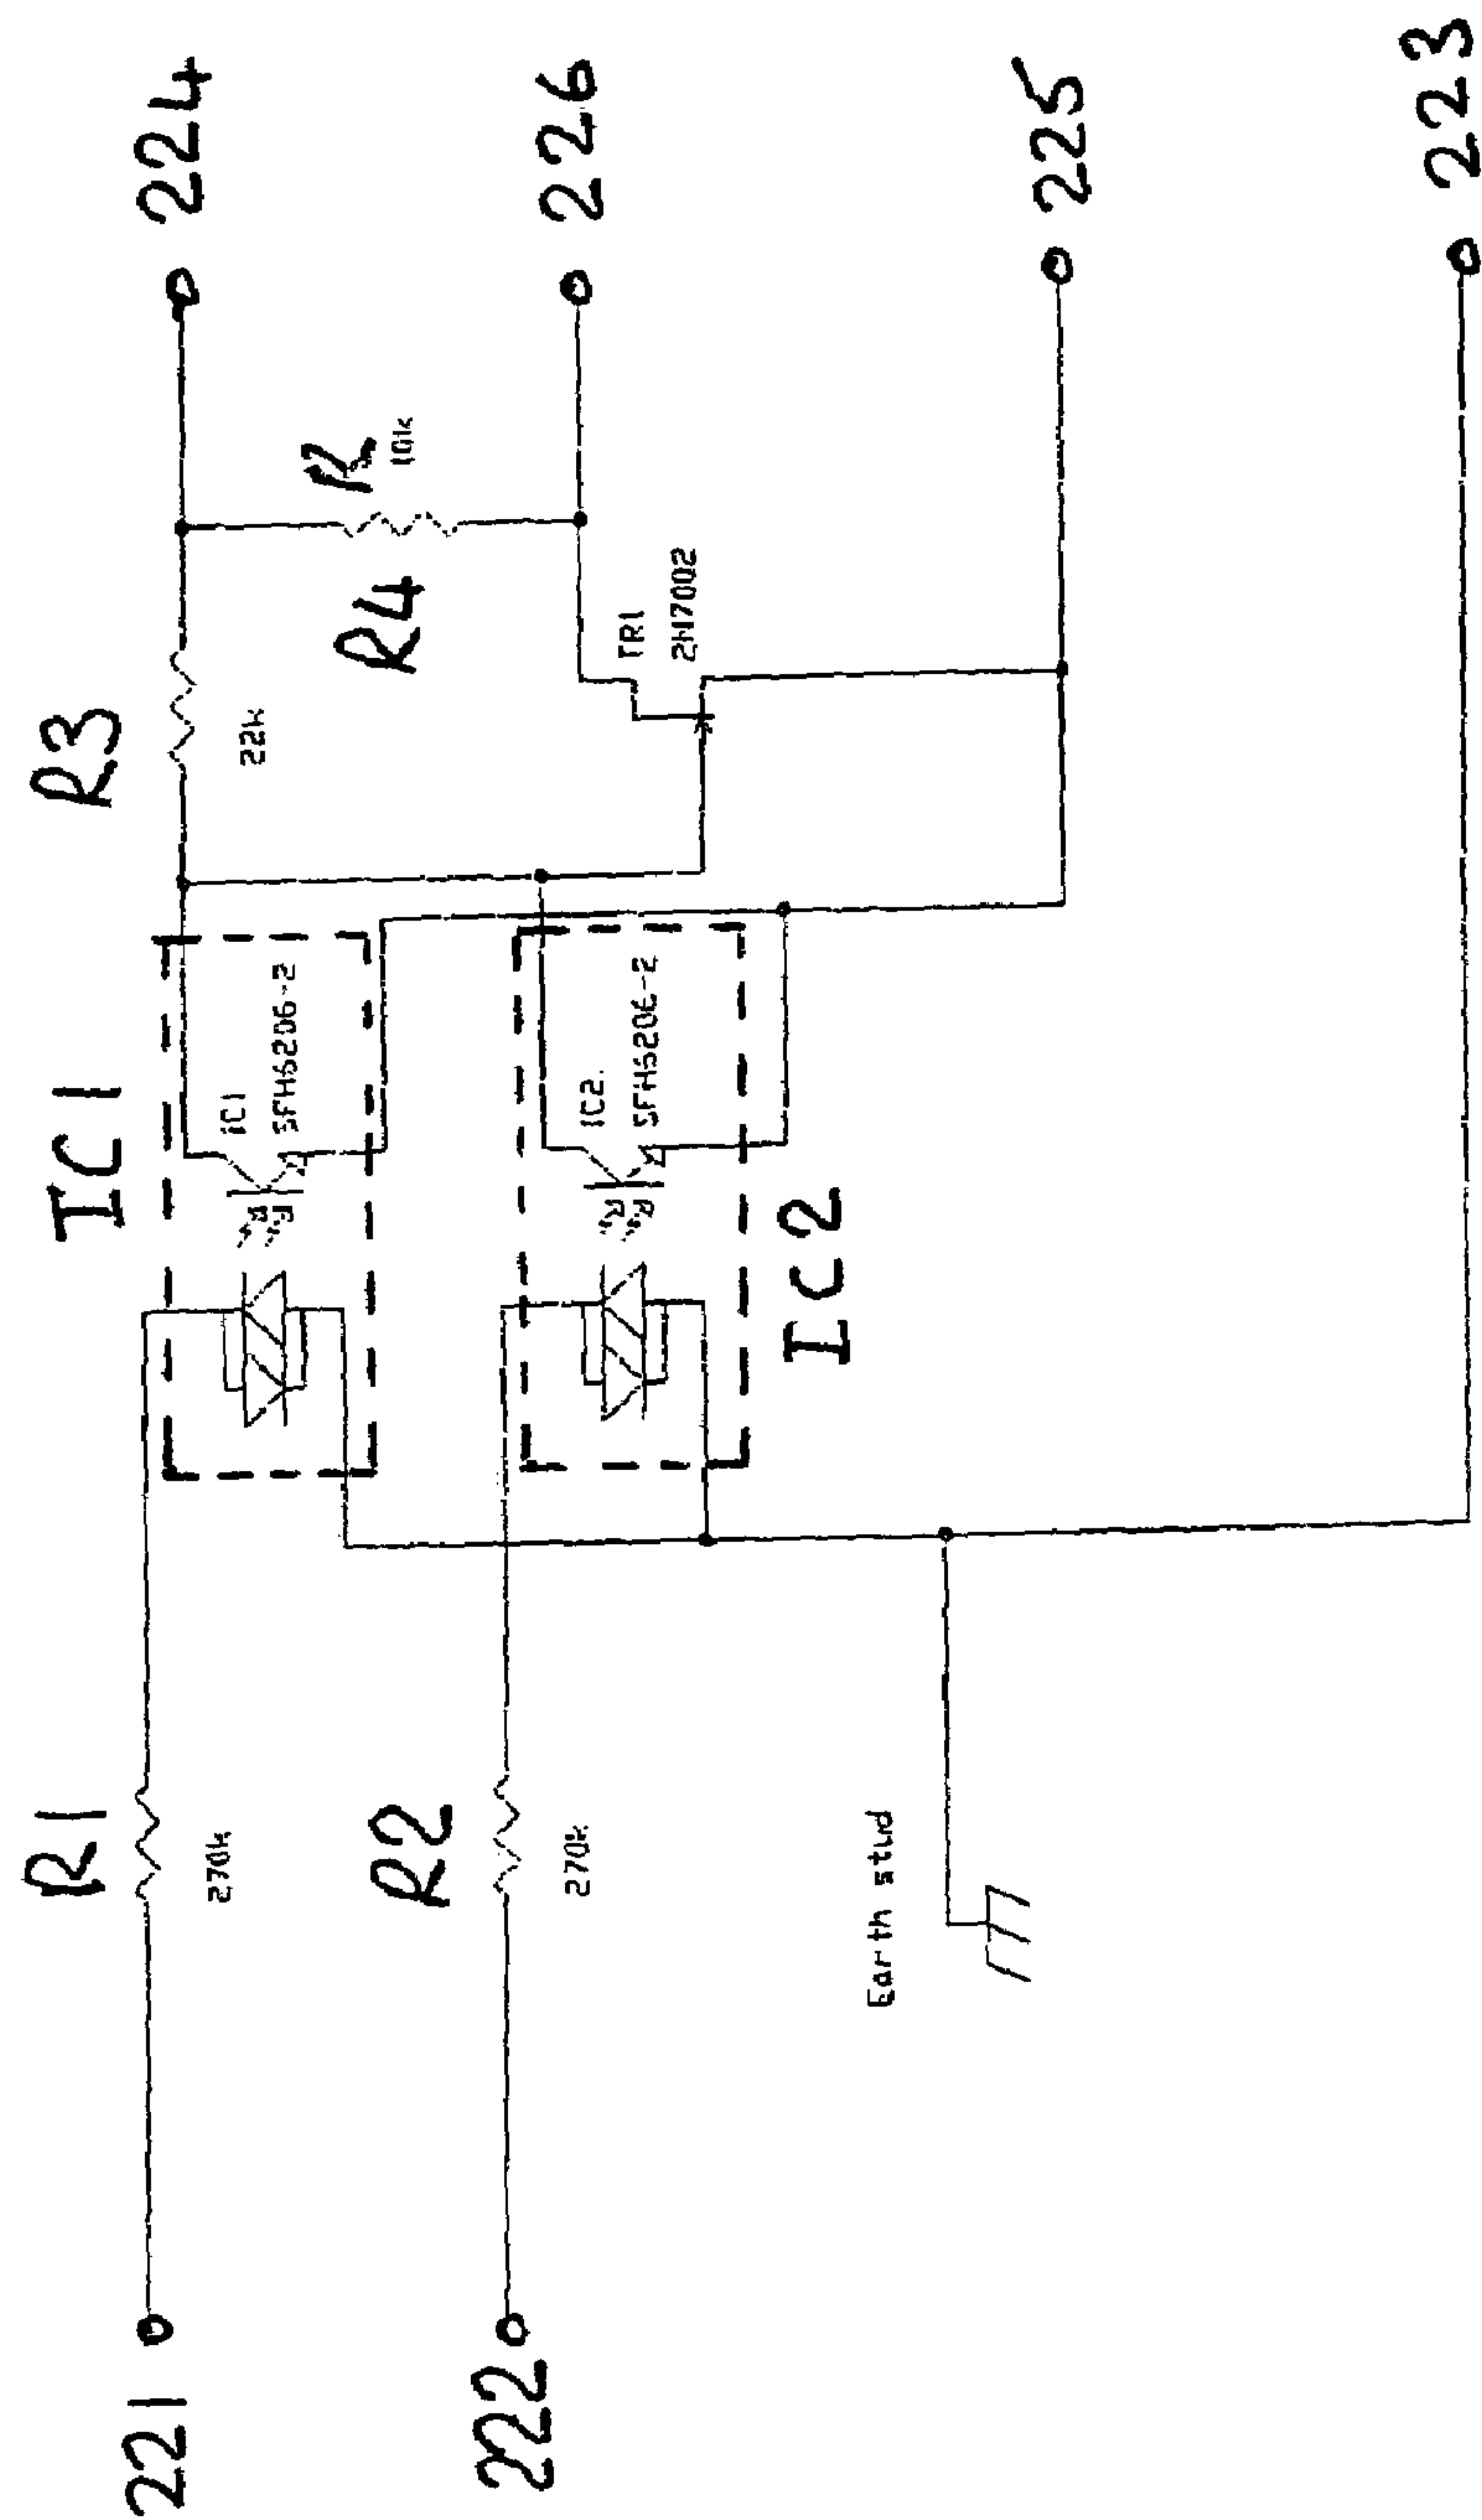 224
226
225
223
R
10k
R4
TR1
2N7002
R3
22k
IC1
IC1
SFH6206-2
IC2
SFH6206-2
IC2
R1
270k
R2
270k
Earth stud
221
222